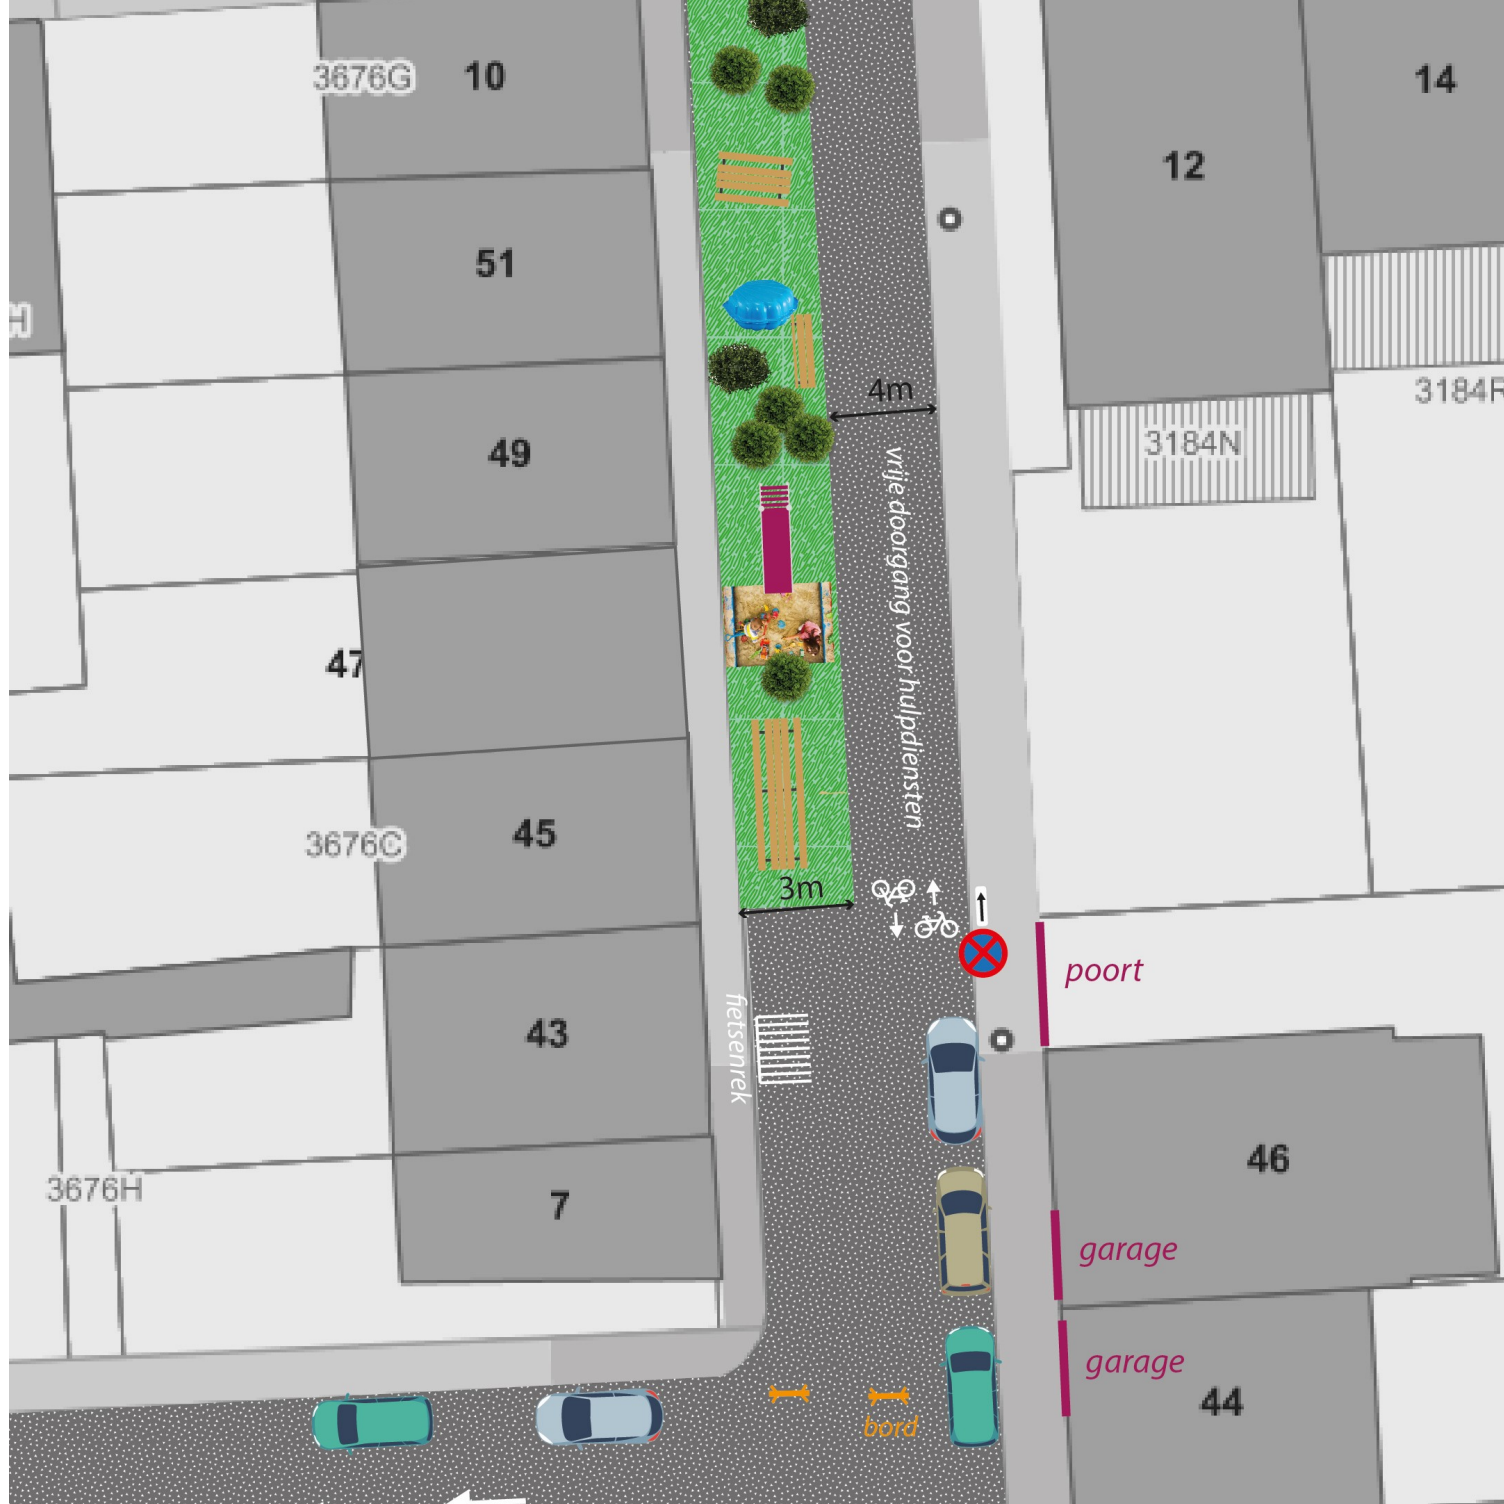 3676G
10
14
12
51
H
4m
3184R
3184N
49
vrije doorgang voor hulpdiensten
47
45
3676C
3m
poort
fietsenrek
43
46
3676H
7
garage
garage
44
bord